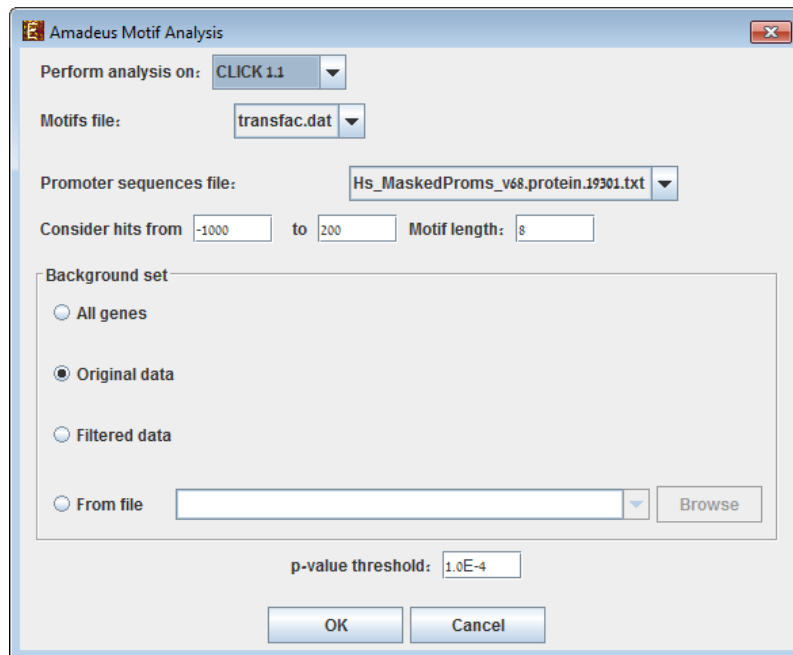 Amadeus Motif Analysis
Perform analysis on: CLICK 1.1
Motifs file: transfac.dat
Promoter sequences file: Hs_MaskedProms_v68.protein.19301.txt
Consider hits from -1000 to 200 Motif length: 8
Background set
All genes
Original data
Filtered data
From file Browse
p-value threshold: 1.0E-4
OK Cancel